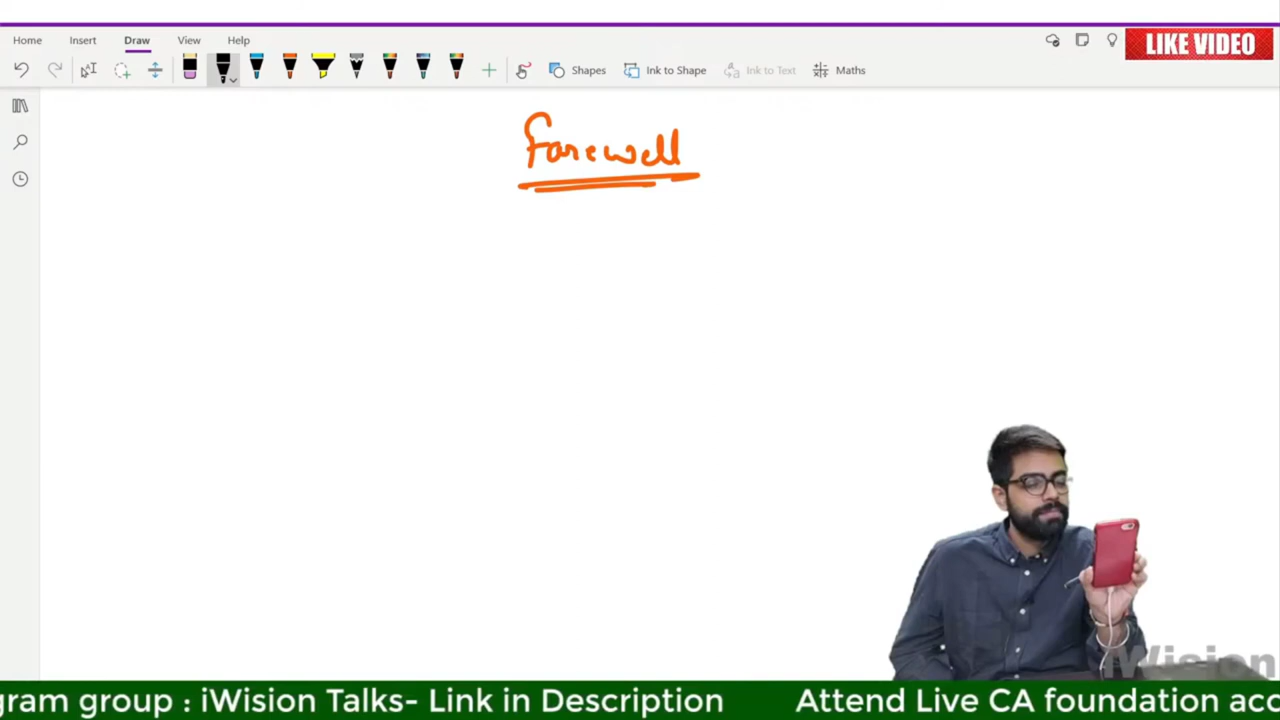 Home Insert Draw View Help
LIKE VIDEO
Shapes Ink to Shape Ink to Text Maths
Farewell
Wision
gram group : iWision Talks- Link in Description Attend Live CA foundation acc